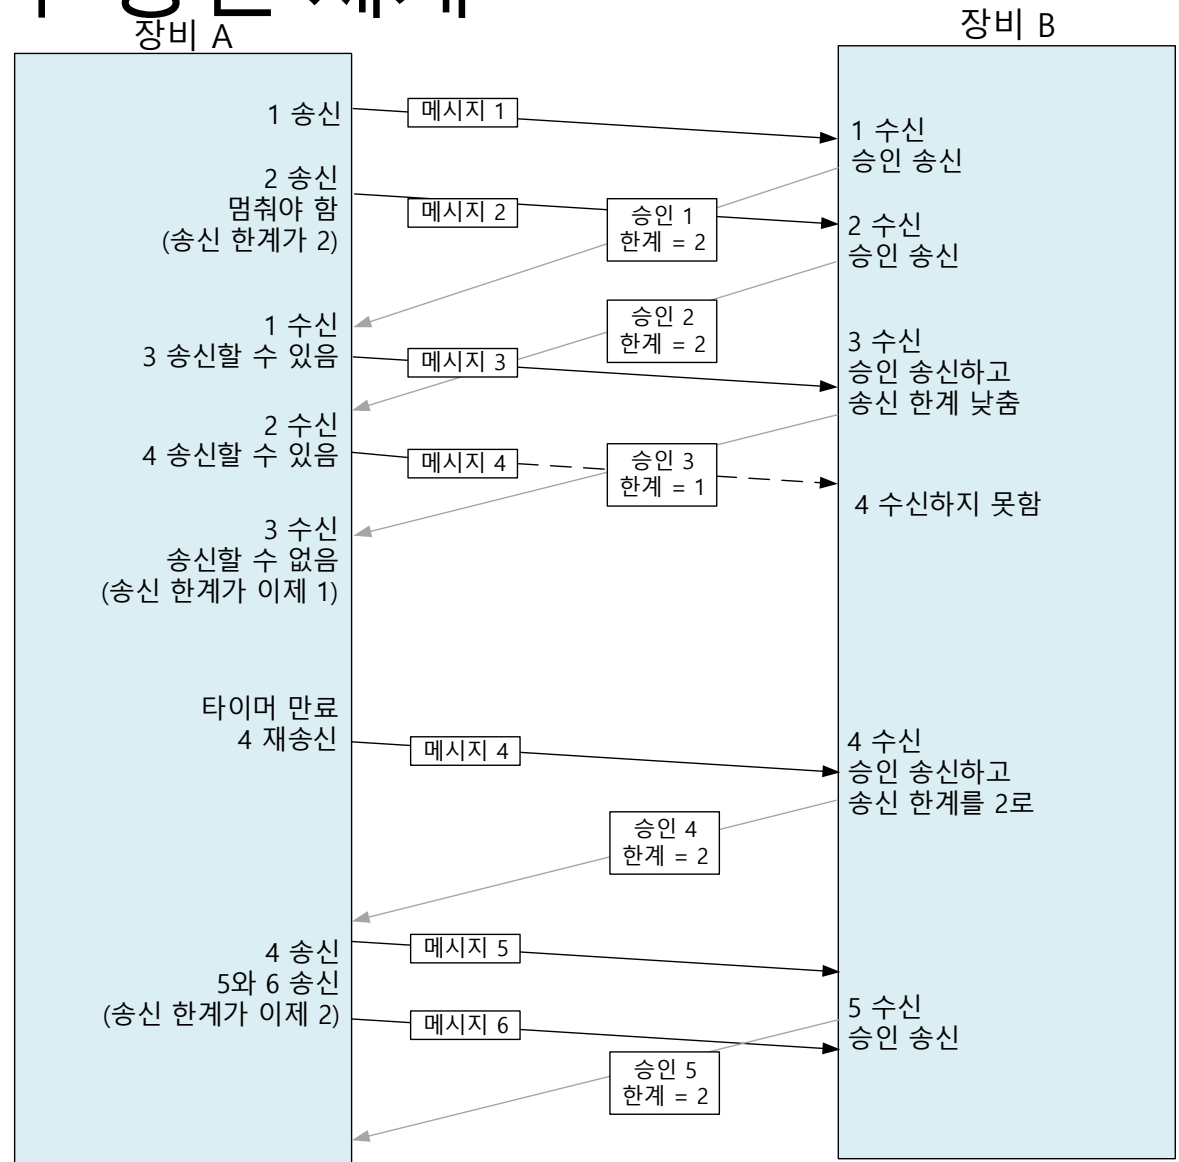 장비 A
장비 B
1 송신
메시지 1
1 수신
승인 송신
2 송신
멈춰야 함
(송신 한계가 2)
메시지 2
승인 1
한계 = 2
2 수신
승인 송신
1 수신
3 송신할 수 있음
메시지 3
승인 2
한계 = 2
3 수신
승인 송신하고
송신 한계 낮춤
2 수신
4 송신할 수 있음
메시지 4
승인 3
한계 = 1
4 수신하지 못함
3 수신
송신할 수 없음
(송신 한계가 이제 1)
타이머 만료
4 재송신
메시지 4
4 수신
승인 송신하고
송신 한계를 2로
승인 4
한계 = 2
4 송신
5와 6 송신
(송신 한계가 이제 2)
메시지 5
메시지 6
5 수신
승인 송신
승인 5
한계 = 2